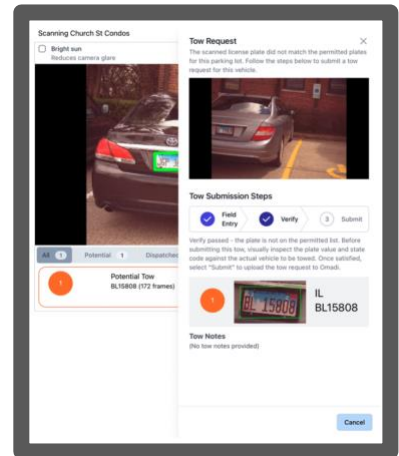 Scanning Church St Condos
Bright sun
Reduces camera glare
All 1 Potential 1 Dispatched
1
Potential Tow
BL15808 (172 frames)
Tow Request
The scanned license plate did not match the permitted plates
for this parking lot. Follow the steps below to submit a tow
request for this vehicle.
Tow Submission Steps
Field
Entry
Verify
3 Submit
Verify passed - the plate is not on the permitted list. Before
submitting this tow, visually inspect the plate value and state
code against the actual vehicle to be towed. Once satisfied,
select "Submit" to upload the tow request to Omadi.
1
BL 15808
IL
BL15808
Tow Notes
(No tow notes provided)
Cancel